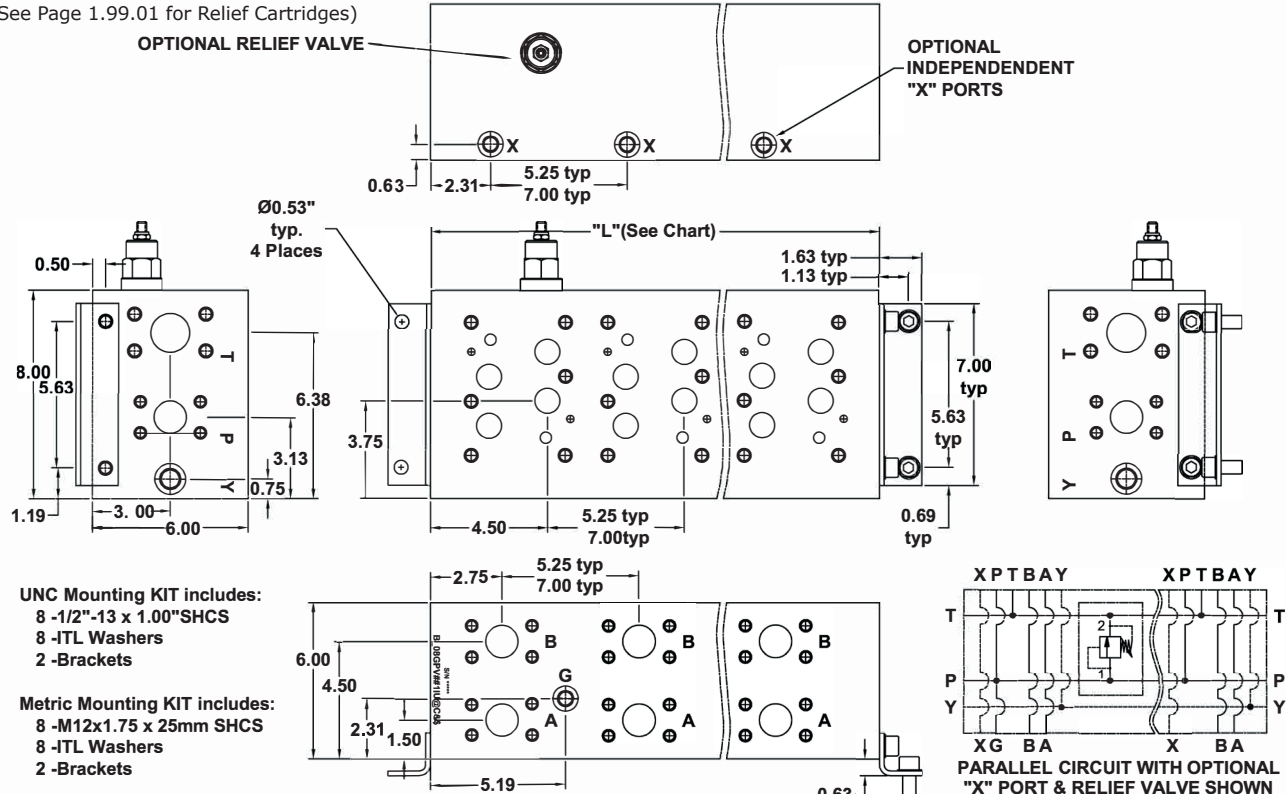 See Page 1.99.01 for Relief Cartridges)
OPTIONAL RELIEF VALVE
OPTIONAL
INDEPENDENDENT
"X" PORTS
X
X
X
0.63
2.31
5.25 typ
7.00 typ
Ø0.53"
typ.
4 Places
"L"(See Chart)
1.63 typ
1.13 typ
0.50
8.00
5.63
1.19
3. 00
6.00
T
P
Y
6.38
3.13
0.75
3.75
4.50
5.25 typ
7.00typ
7.00
typ
5.63
typ
0.69
typ
T
P
Y
UNC Mounting KIT includes:
8 -1/2"-13 x 1.00"SHCS
8 -ITL Washers
2 -Brackets
Metric Mounting KIT includes:
8 -M12x1.75 x 25mm SHCS
8 -ITL Washers
2 -Brackets
2.75
5.25 typ
7.00 typ
6.00
4.50
2.31
1.50
5.19
B
B
B
G
A
A
A
0.63
X P T B A Y
X P T B A Y
T
T
2
1
P
P
Y
Y
X G B A
X B A
PARALLEL CIRCUIT WITH OPTIONAL
"X" PORT & RELIEF VALVE SHOWN